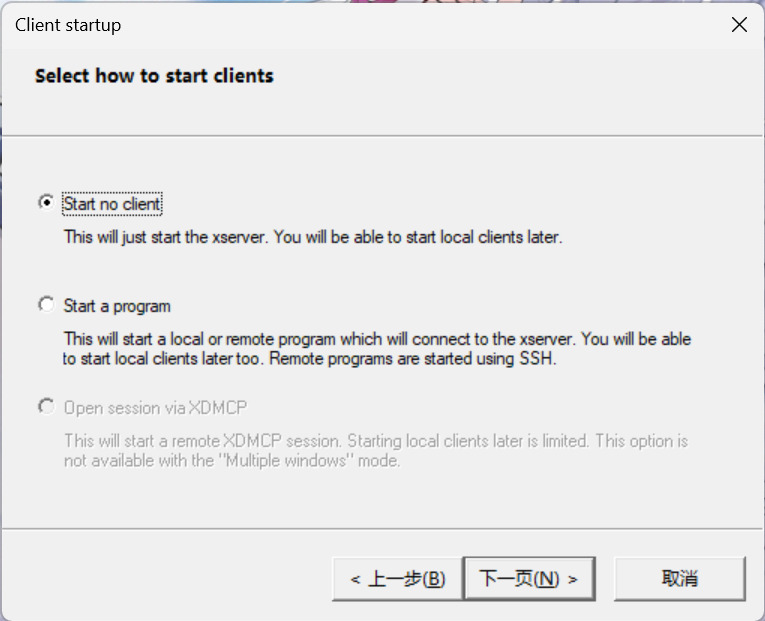 Client startup
Select how to start clients
Start no client
This will just start the xserver. You will be able to start local clients later.
Start a program
This will start a local or remote program which will connect to the xserver. You will be able
to start local clients later too. Remote programs are started using SSH.
Open session via XDMCP
This will start a remote XDMCP session. Starting local clients later is limited. This option is
not available with the "Multiple windows" mode.
< 上一步(B) 下一页(N) > 取消